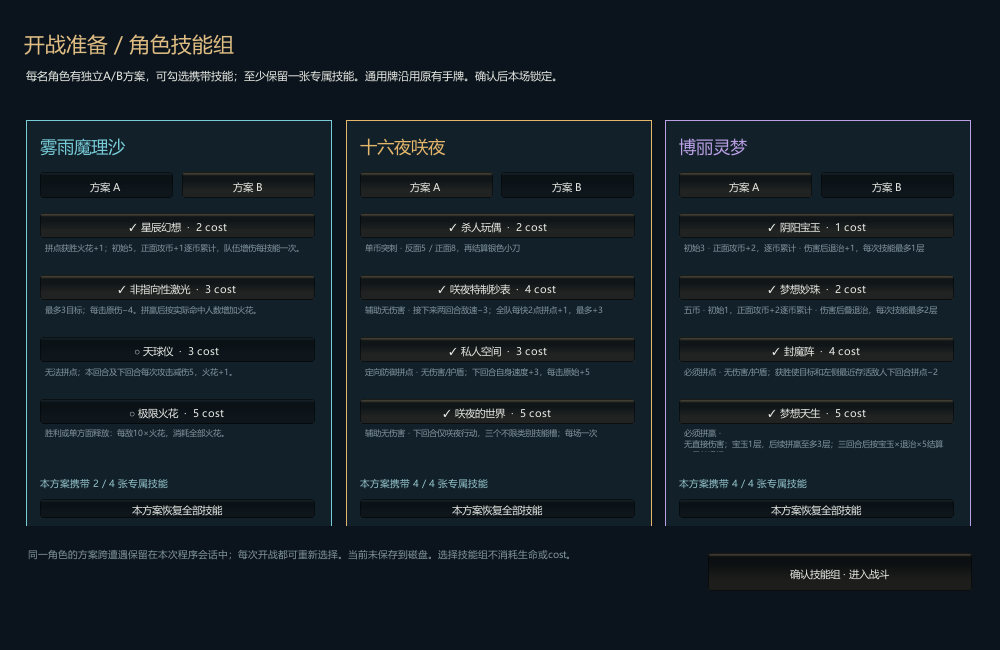 开战准备 / 角色技能组
每名角色有独立A/B方案，可勾选携带技能；至少保留一张专属技能。通用牌沿用原有手牌。确认后本场锁定。
雾雨魔理沙
方案 A
方案 B
✓ 星辰幻想 · 2 cost
拼点获胜火花+1；初始5，正面攻币+1逐币累计，队伍增伤每技能一次。
✓ 非指向性激光 · 3 cost
最多3目标；每击原伤−4。拼赢后按实际命中人数增加火花。
○ 天球仪 · 3 cost
无法拼点；本回合及下回合每次攻击减伤5，火花+1。
○ 极限火花 · 5 cost
胜利或单方面释放：每敌10×火花，消耗全部火花。
本方案携带 2 / 4 张专属技能
本方案恢复全部技能
十六夜咲夜
方案 A
方案 B
✓ 杀人玩偶 · 2 cost
单币突刺 · 反面5 / 正面8，再结算银色小刀
✓ 咲夜特制秒表 · 4 cost
辅助无伤害 · 接下来两回合敌速−3；全队每快2点拼点+1，最多+3
✓ 私人空间 · 3 cost
定向防御拼点 · 无伤害/护盾；下回合自身速度+3，每击原始+5
✓ 咲夜的世界 · 5 cost
辅助无伤害 · 下回合仅咲夜行动，三个不限类别技能槽；每场一次
本方案携带 4 / 4 张专属技能
本方案恢复全部技能
博丽灵梦
方案 A
方案 B
✓ 阴阳宝玉 · 1 cost
初始3 · 正面攻币+2，逐币累计 · 伤害后退治+1，每次技能最多1层
✓ 梦想妙珠 · 2 cost
五币 · 初始1，正面攻币+2逐币累计 · 伤害后叠退治，每次技能最多2层
✓ 封魔阵 · 4 cost
必须拼点 · 无伤害/护盾；获胜使目标和左侧最近存活敌人下回合拼点−2
✓ 梦想天生 · 5 cost
必须拼赢 ·
无直接伤害；宝玉1层，后续拼赢至多3层；三回合后按宝玉×退治×5结算
本方案携带 4 / 4 张专属技能
本方案恢复全部技能
同一角色的方案跨遭遇保留在本次程序会话中；每次开战都可重新选择。当前未保存到磁盘。选择技能组不消耗生命或cost。
确认技能组 · 进入战斗